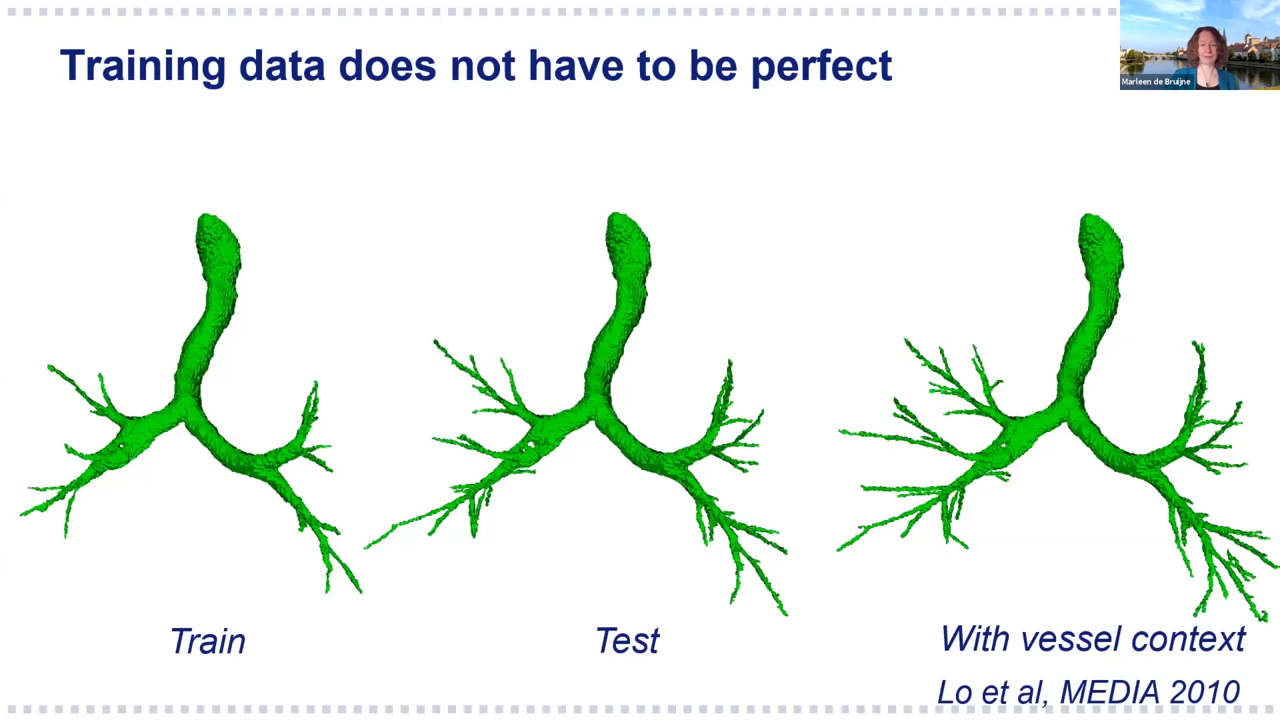 Training data does not have to be perfect
Marleen de Bruijne
Train
Test
With vessel context
Lo et al, MEDIA 2010